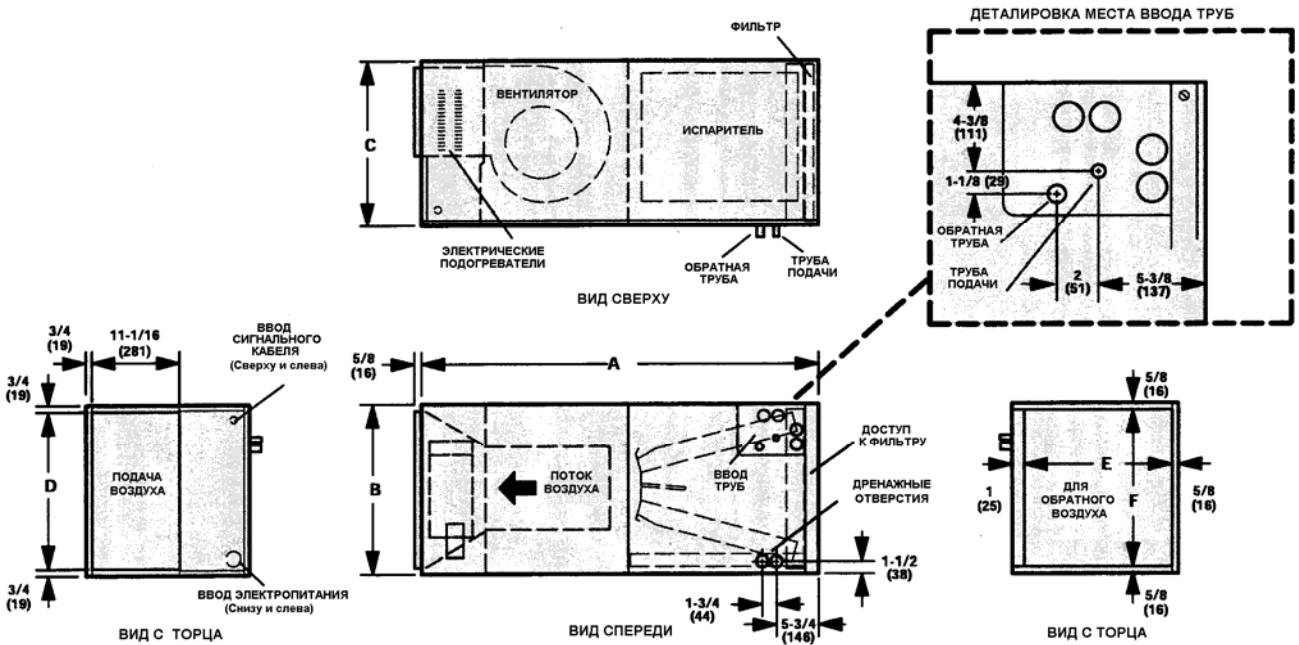 ДЕТАЛИРОВКА МЕСТА ВВОДА ТРУБ
ФИЛЬТР
ВЕНТИЛЯТОР
ИСПАРИТЕЛЬ
C
ЭЛЕКТРИЧЕСКИЕ
ПОДОГРЕВАТЕЛИ
ОБРАТНАЯ
ТРУБА
ТРУБА
ПОДАЧИ
ВИД СВЕРХУ
4-3/8
(111)
1-1/8 (29)
ОБРАТНАЯ
ТРУБА
ТРУБА
ПОДАЧИ
2
(51)
5-3/8
(137)
3/4
(19)
11-1/16
(281)
ВВОД
СИГНАЛЬНОГО
КАБЕЛЯ
(Сверху и слева)
3/4
(19)
D
ПОДАЧА
ВОЗДУХА
3/4
(19)
ВВОД ЭЛЕКТРОПИТАНИЯ
(Снизу и слева)
ВИД С ТОРЦА
5/8
(16)
A
B
ПОТОК
ВОЗДУХА
ВВОД
ТРУБ
ДОСТУП
К ФИЛЬТРУ
ДРЕНАЖНЫЕ
ОТВЕРСТИЯ
1-1/2
(38)
1-3/4
(44)
5-3/4
(146)
ВИД СПЕРЕДИ
5/8
(16)
E
F
1
(25)
ДЛЯ
ОБРАТНОГО
ВОЗДУХА
5/8
(16)
5/8
(16)
ВИД С ТОРЦА